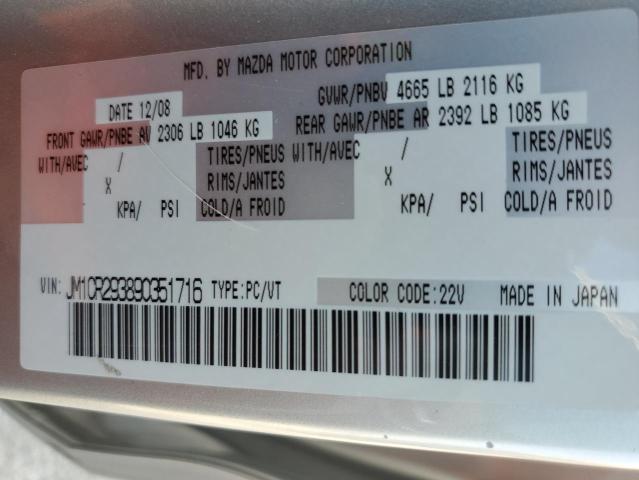 MFD. BY MAZDA MOTOR CORPORATION
DATE 12/08 GVWR/PNBV 4665 LB 2116 KG
FRONT GAWR/PNBE AV 2306 LB 1046 KG REAR GAWR/PNBE AR 2392 LB 1085 KG
WITH/AVEC / TIRES/PNEUS WITH/AVEC / TIRES/PNEUS
X RIMS/JANTES X RIMS/JANTES
KPA/ PSI COLD/A FROID KPA/ PSI COLD/A FROID
VIN: JM1CR293890351716 TYPE:PC/VT COLOR CODE:22V MADE IN JAPAN